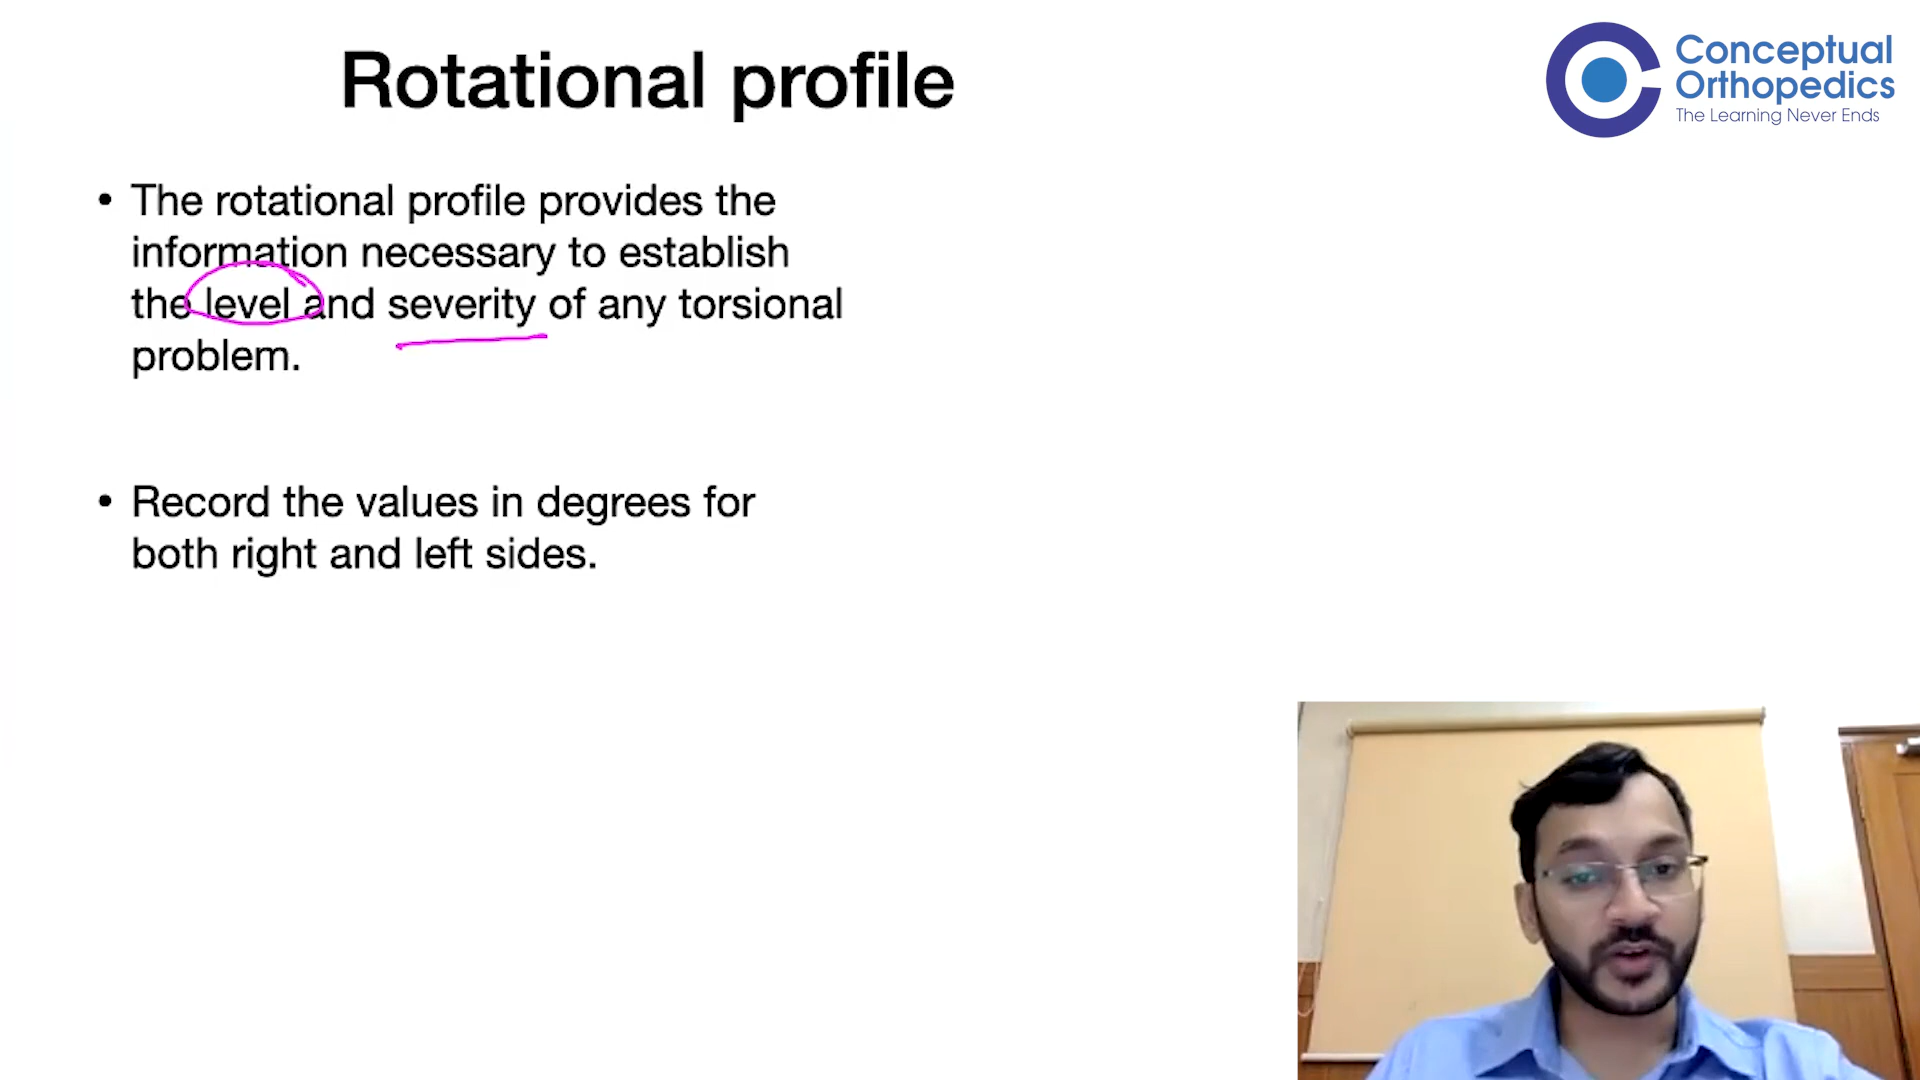 Rotational profile
Conceptual
Orthopedics
The Learning Never Ends
• The rotational profile provides the
information necessary to establish
the level and severity of any torsional
problem.
• Record the values in degrees for
both right and left sides.